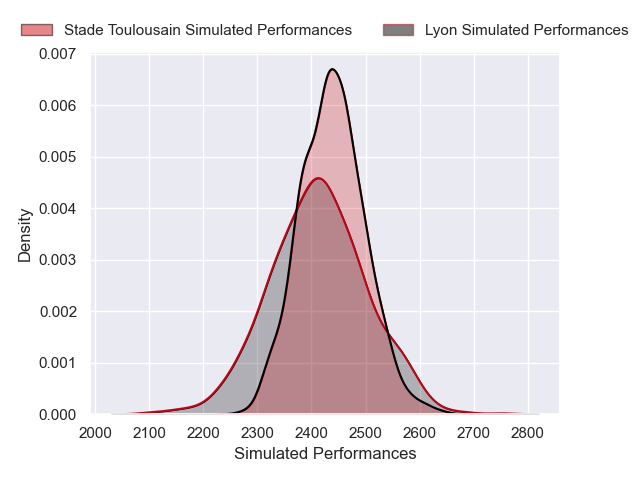 Stade Toulousain Simulated Performances
Lyon Simulated Performances
0.007
0.006
0.005
0.004
0.003
0.002
0.001
0.000
Density
2000 2100 2200 2300 2400 2500 2600 2700 2800
Simulated Performances